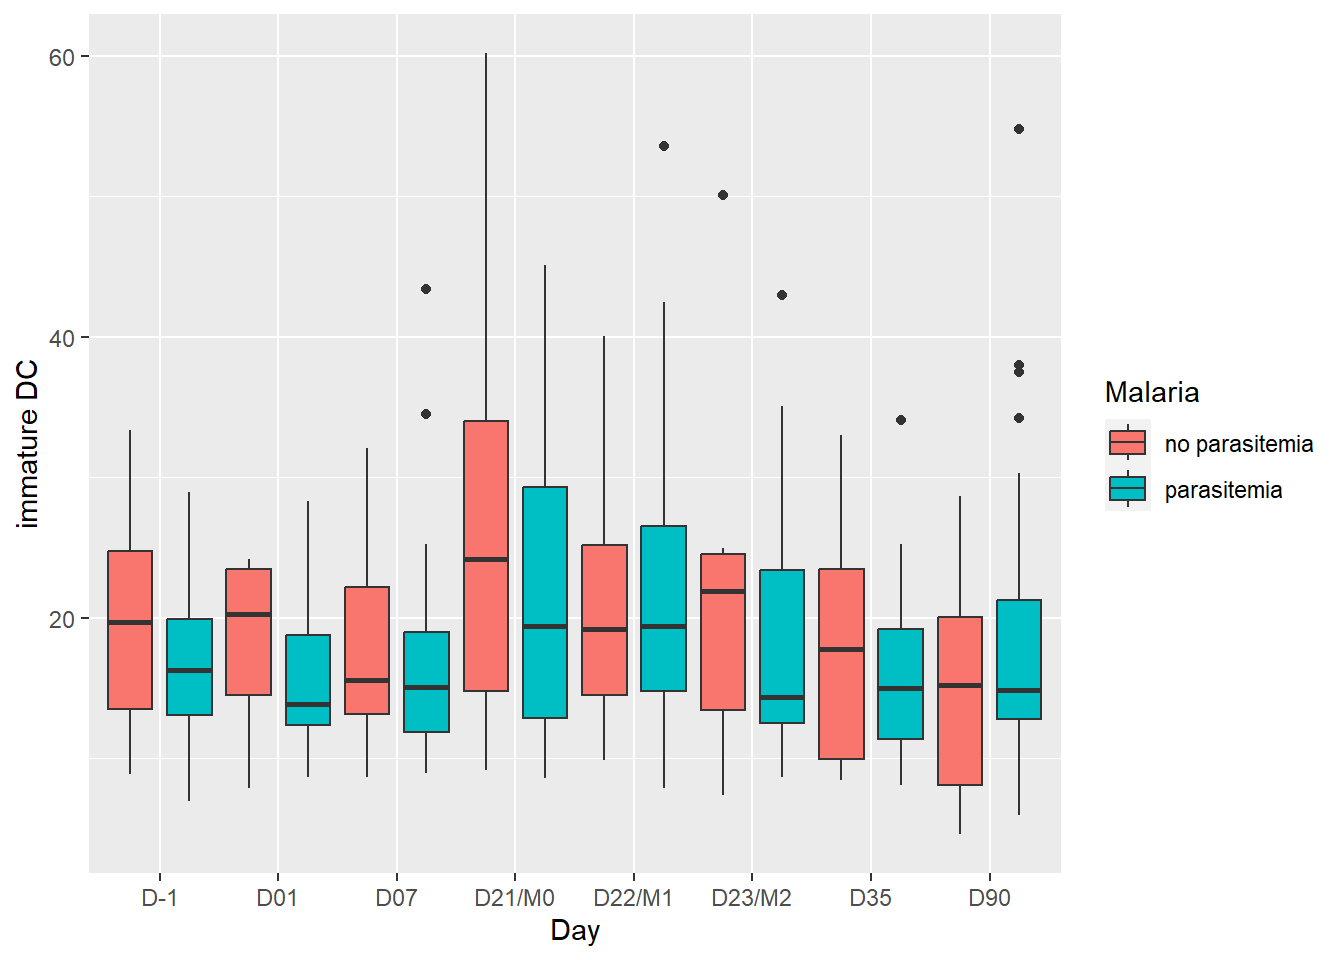 60
40
20
immature DC
D-1 D01 D07 D21/M0 D22/M1 D23/M2 D35 D90
Day
Malaria
no parasitemia
parasitemia